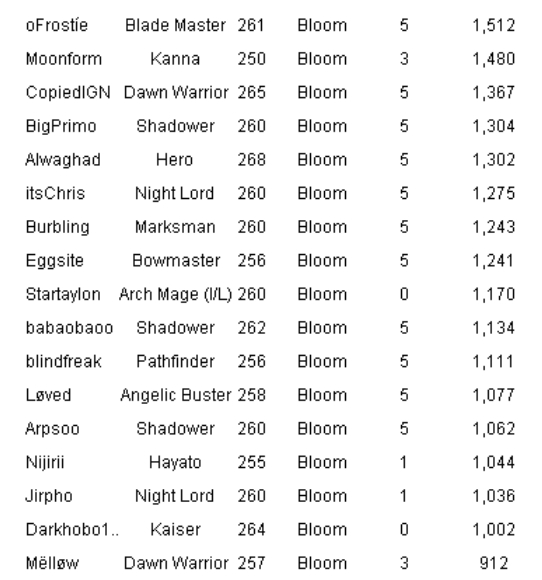 oFrostíe Blade Master 261 Bloom 5 1,512
Moonform Kanna 250 Bloom 3 1,480
CopiedIGN Dawn Warrior 265 Bloom 5 1,367
BigPrimo Shadower 260 Bloom 5 1,304
Alwaghad Hero 268 Bloom 5 1,302
itsChris Night Lord 260 Bloom 5 1,275
Burbling Marksman 260 Bloom 5 1,243
Eggsite Bowmaster 256 Bloom 5 1,241
Startaylon Arch Mage (I/L) 260 Bloom 0 1,170
babaobaoo Shadower 262 Bloom 5 1,134
blindfreak Pathfinder 256 Bloom 5 1,111
Løved Angelic Buster 258 Bloom 5 1,077
Arpsoo Shadower 260 Bloom 5 1,062
Nijirii Hayato 255 Bloom 1 1,044
Jirpho Night Lord 260 Bloom 1 1,036
Darkhobo1.. Kaiser 264 Bloom 0 1,002
Mëlløw Dawn Warrior 257 Bloom 3 912